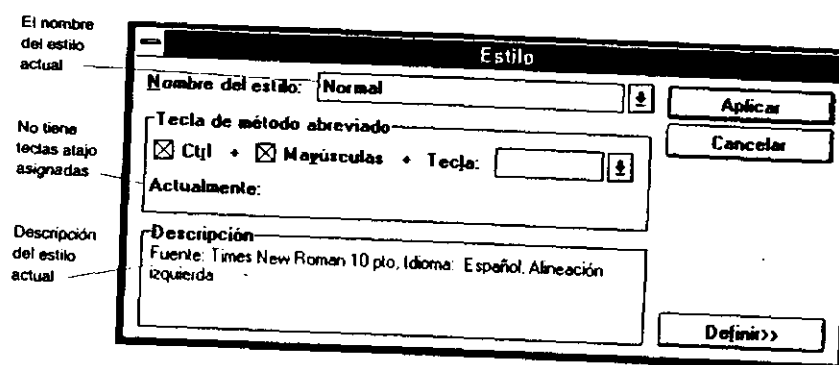 El nombre
del estilo
actual
Estilo
Nombre del estilo: Normal
Aplicar
Cancelar
No tiene
teclas atajo
asignadas
Tecla de método abreviado
Ctrl + Mayúsculas + Tecla:
Actualmente:
Descripción
del estilo
actual
Descripción
Fuente: Times New Roman 10 pto, Idioma: Español, Alineación
izquierda
Definir>>